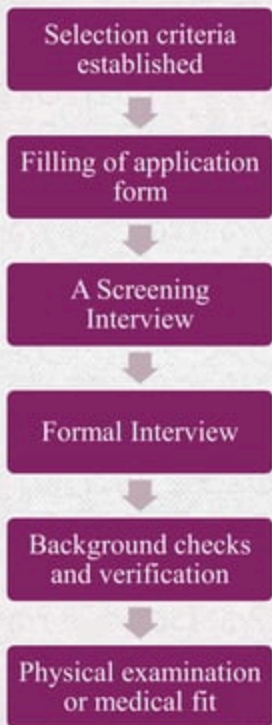 Selection criteria
established
Filling of application
form
A Screening
Interview
Formal Interview
Background checks
and verification
Physical examination
or medical fit